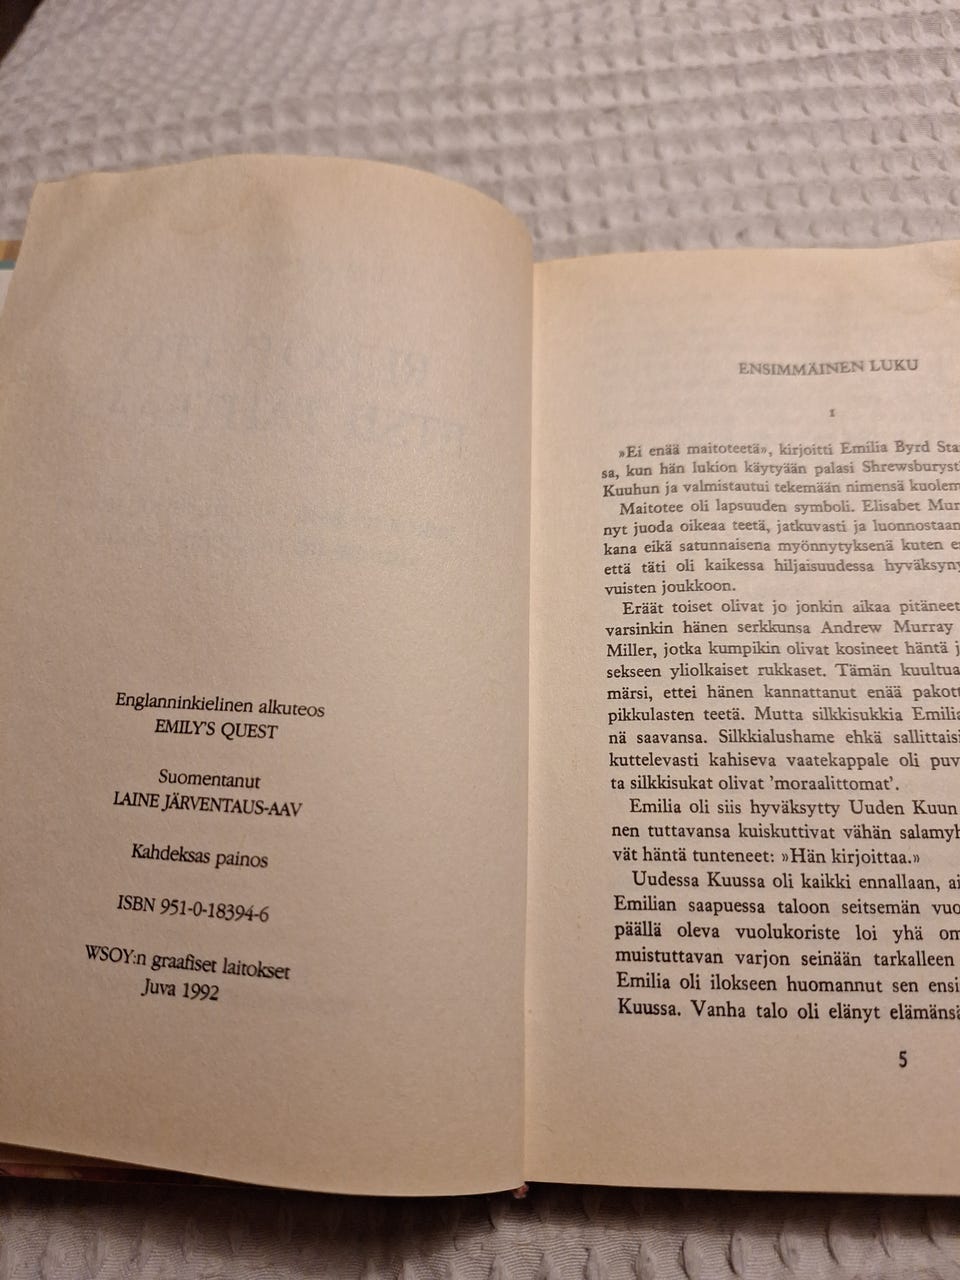 Englanninkielinen alkuteos
EMILY'S QUEST
Suomentanut
LAINE JÄRVENTAUS-AAV
Kahdeksas painos
ISBN 951-0-18394-6
WSOY:n graafiset laitokset
Juva 1992
ENSIMMÄINEN LUKU
1
»Ei enää maitoteetä», kirjoitti Emilia Byrd
sa, kun hän lukion käytyään palasi
Kuuhun ja valmistautui tekemään nimensä
Maitotee oli lapsuuden symboli. Elisabet
nyt juoda oikeaa teetä, jatkuvasti ja luonnostaan
kana eikä satunnaisena myönnytyksenä kuten
että täti oli kaikessa hiljaisuudessa
vuisten joukkoon.
Eräät toiset olivat jo jonkin aikaa pitäneet
varsinkin hänen serkkunsa Andrew Murray
Miller, jotka kumpikin olivat kosineet häntä
sekseen yliolkaiset rukkaset. Tämän
märsi, ettei hänen kannattanut enää
pikkulasten teetä. Mutta silkkisukkia
nä saavansa. Silkkialushame ehkä
kuttelevasti kahiseva vaatekappale oli
ta silkkisukat olivat 'moraalittomat'.
Emilia oli siis hyväksytty Uuden Kuun
nen tuttavansa kuiskuttivat vähän
vät häntä tunteneet: »Hän kirjoittaa.»
Uudessa Kuussa oli kaikki ennallaan,
Emilian saapuessa taloon seitsemän
päällä oleva vuolukoriste loi yhä
muistuttavan varjon seinään tarkalleen
Emilia oli ilokseen huomannut sen
Kuussa. Vanha talo oli elänyt
5